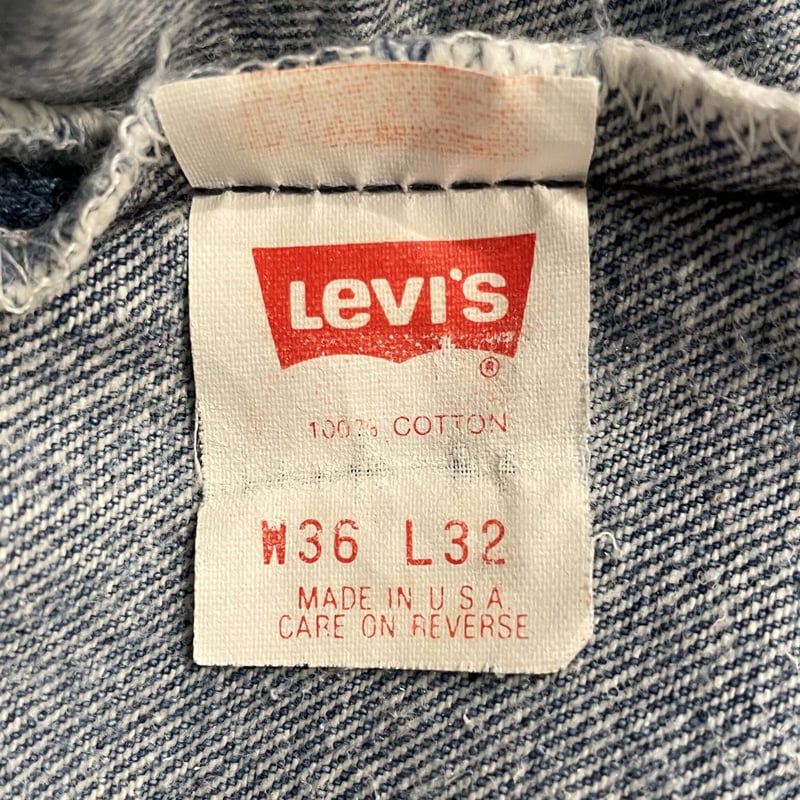 Levi's
®
100% COTTON
W36 L32
MADE IN U S A.
CARE ON REVERSE